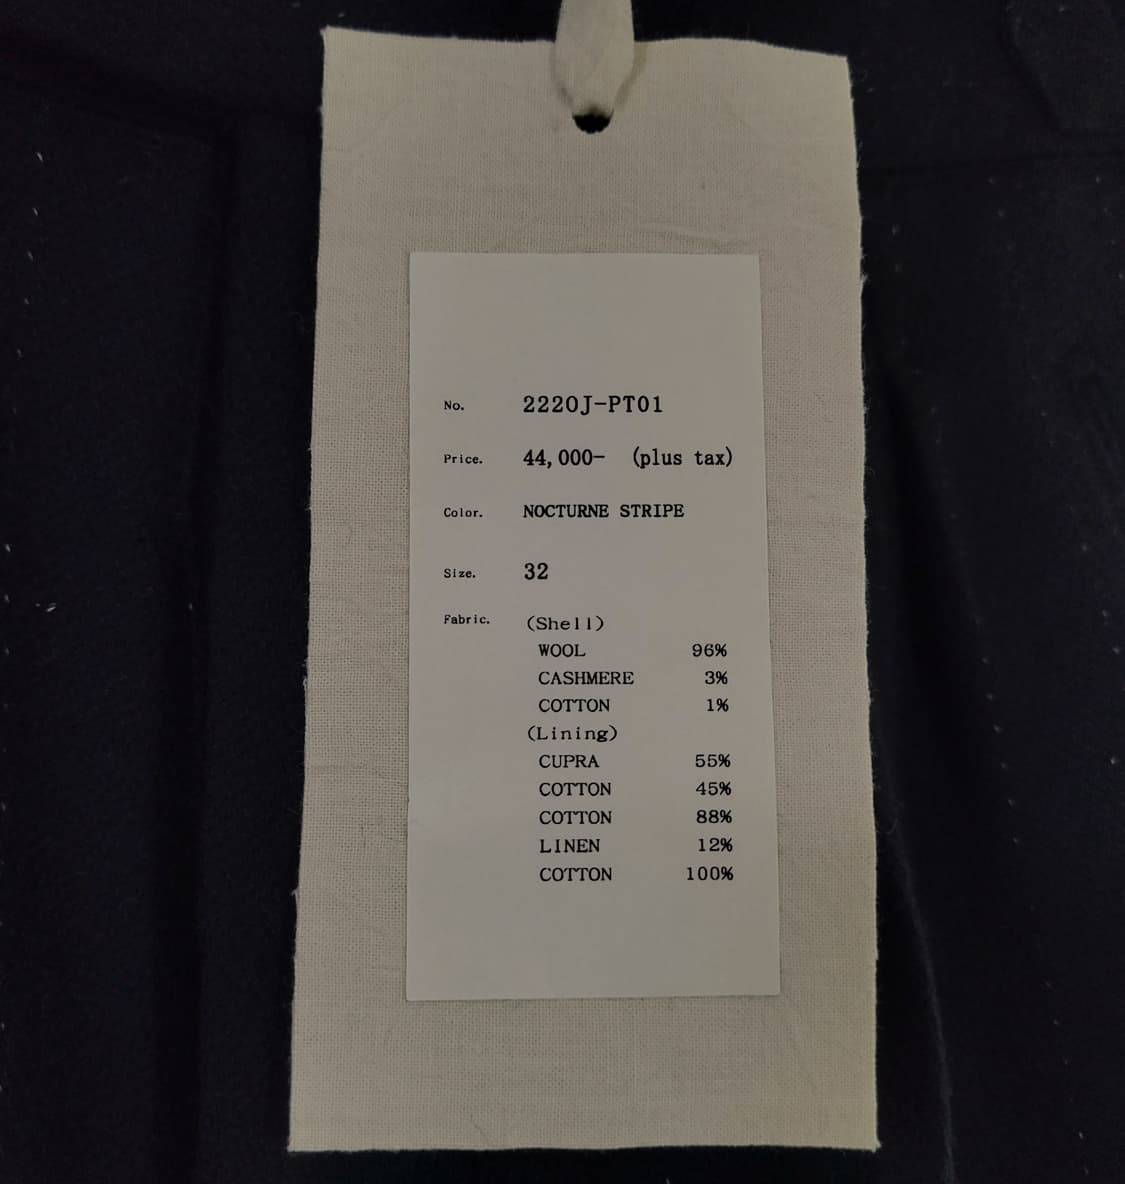 No. 2220J-PT01
Price. 44,000- (plus tax)
Color. NOCTURNE STRIPE
Size. 32
Fabric. (Shell)
WOOL 96%
CASHMERE 3%
COTTON 1%
(Lining)
CUPRA 55%
COTTON 45%
COTTON 88%
LINEN 12%
COTTON 100%